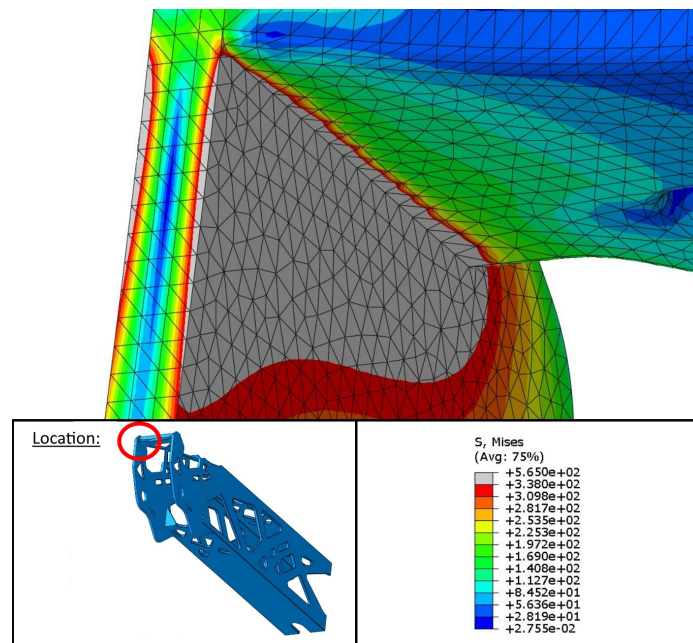 Location:
S, Mises
(Avg: 75%)
+5.650e+02
+3.380e+02
+3.098e+02
+2.817e+02
+2.535e+02
+2.253e+02
+1.972e+02
+1.690e+02
+1.408e+02
+1.127e+02
+8.452e+01
+5.636e+01
+2.819e+01
+2.755e-02